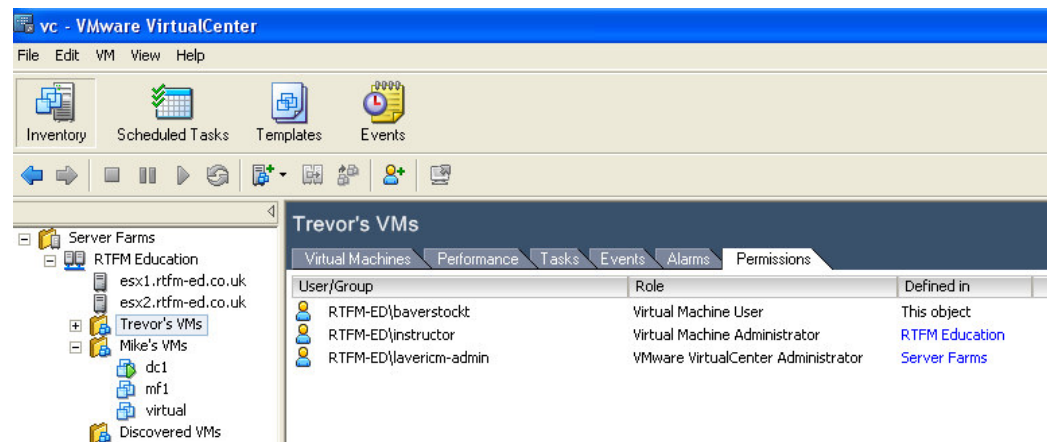 vc - VMware VirtualCenter
File Edit VM View Help
Inventory Scheduled Tasks Templates Events
Server Farms
RTFM Education
esx1.rtfm-ed.co.uk
esx2.rtfm-ed.co.uk
Trevor's VMs
Mike's VMs
dc1
mf1
virtual
Discovered VMs
Trevor's VMs
Virtual Machines Performance Tasks Events Alarms Permissions
User/Group Role Defined in
RTFM-ED\baverstockt Virtual Machine User This object
RTFM-ED\instructor Virtual Machine Administrator RTFM Education
RTFM-ED\lavericm-admin VMware VirtualCenter Administrator Server Farms